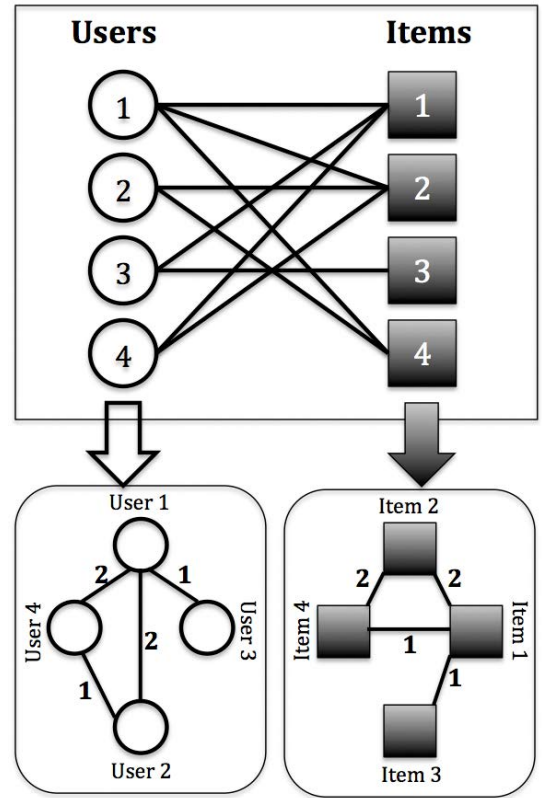 Users Items
1 1
2 2
3 3
4 4
User 1
2 1
User 4
User 3
2
1
User 2
Item 2
2 2
Item 4
Item 1
1
1
Item 3